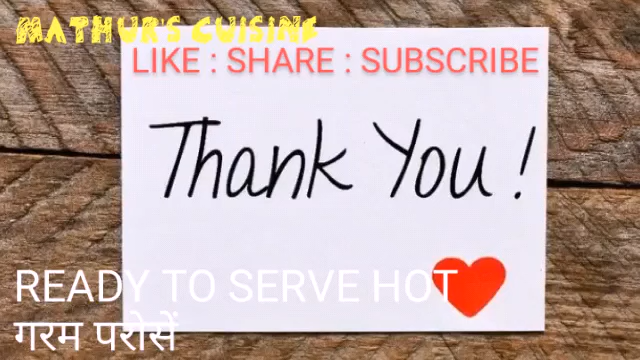 MATHUR'S CUISINE
LIKE : SHARE : SUBSCRIBE
Thank You !
READY TO SERVE HOT
गरम परोसें